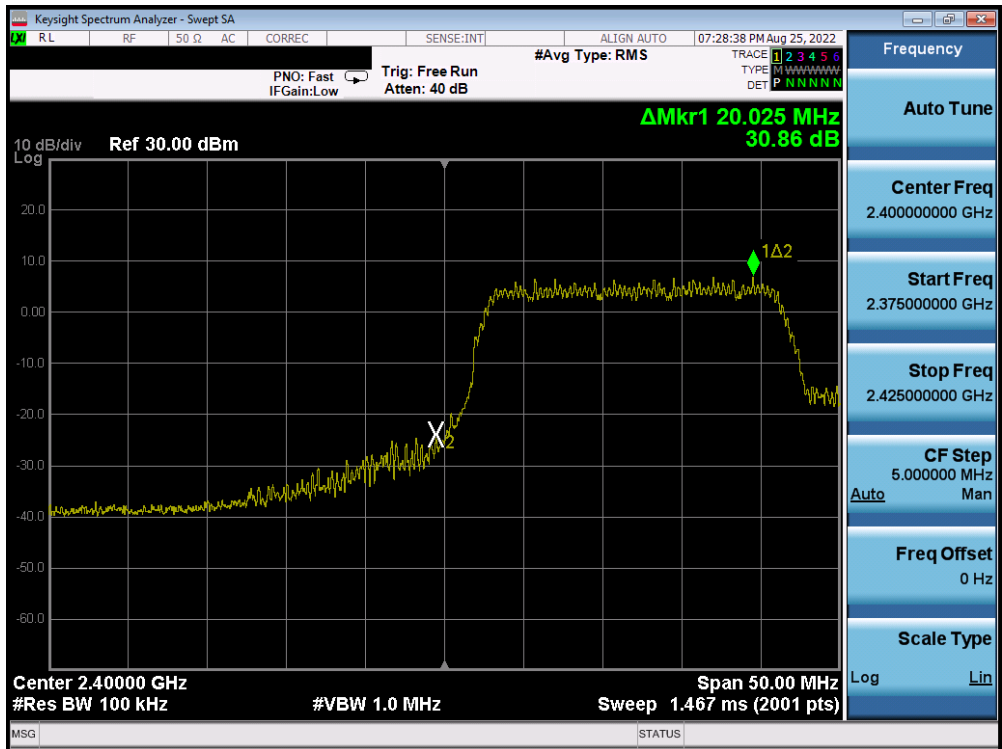 Keysight Spectrum Analyzer - Swept SA
LXI RL RF 50 Ω AC CORREC SENSE:INT ALIGN AUTO 07:28:38 PM Aug 25, 2022
#Avg Type: RMS
TRACE 1 2 3 4 5 6
PNO: Fast Trig: Free Run
TYPE M WWWWW
IFGain:Low Atten: 40 dB
DET P N N N N N
ΔMkr1 20.025 MHz
30.86 dB
10 dB/div Ref 30.00 dBm
Log
20.0
10.0
0.00
-10.0
-20.0
-30.0
-40.0
-50.0
-60.0
1Δ2
X2
Center 2.40000 GHz Span 50.00 MHz
#Res BW 100 kHz #VBW 1.0 MHz Sweep 1.467 ms (2001 pts)
MSG STATUS
Frequency
Auto Tune
Center Freq
2.400000000 GHz
Start Freq
2.375000000 GHz
Stop Freq
2.425000000 GHz
CF Step
5.000000 MHz
Auto Man
Freq Offset
0 Hz
Scale Type
Log Lin